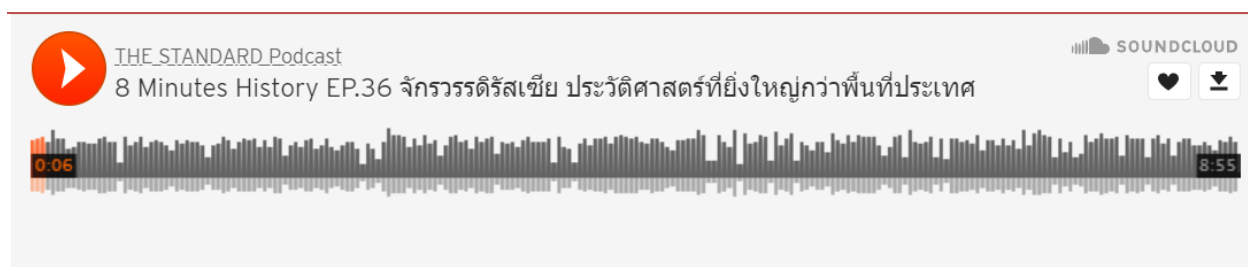 THE STANDARD Podcast
SOUNDCLOUD
8 Minutes History EP.36 จักรวรรดิรัสเซีย ประวัติศาสตร์ที่ยิ่งใหญ่กว่าพื้นที่ประเทศ
0:06
8:55